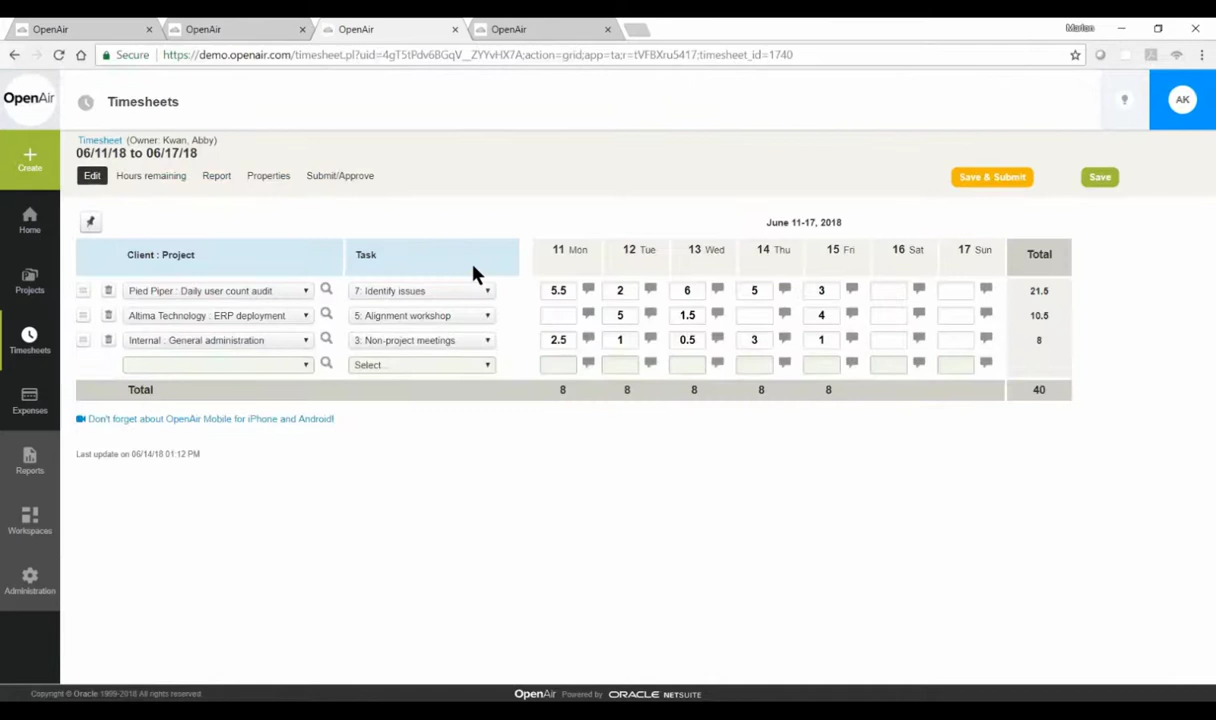 OpenAir OpenAir OpenAir OpenAir Marlon
Secure https://demo.openair.com/timesheet.pl?uid=4gT5tPdv6BGqV__ZYYvHX7A;action=grid;app=ta;r=tVFBXru5417;timesheet_id=1740
OpenAir Timesheets AK
Timesheet (Owner: Kwan, Abby)
06/11/18 to 06/17/18
Create
Edit Hours remaining Report Properties Submit/Approve Save & Submit Save
June 11-17, 2018
Home
Client : Project Task 11 Mon 12 Tue 13 Wed 14 Thu 15 Fri 16 Sat 17 Sun Total
Projects Pied Piper : Daily user count audit 7: Identify issues 5.5 2 6 5 3 21.5
Altima Technology : ERP deployment 5: Alignment workshop 5 1.5 4 10.5
Timesheets Internal : General administration 3: Non-project meetings 2.5 1 0.5 3 1 8
Select...
Total 8 8 8 8 8 40
Expenses
Don't forget about OpenAir Mobile for iPhone and Android!
Last update on 06/14/18 01:12 PM
Reports
Workspaces
Administration
Copyright © Oracle 1999-2018 All rights reserved. OpenAir Powered by ORACLE NETSUITE